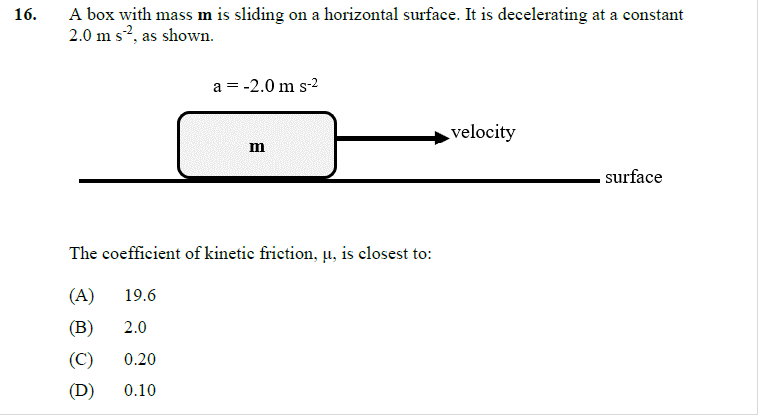 16. A box with mass m is sliding on a horizontal surface. It is decelerating at a constant
2.0 m s⁻², as shown.
a = -2.0 m s⁻²
m
velocity
surface
The coefficient of kinetic friction, μ, is closest to:
(A) 19.6
(B) 2.0
(C) 0.20
(D) 0.10